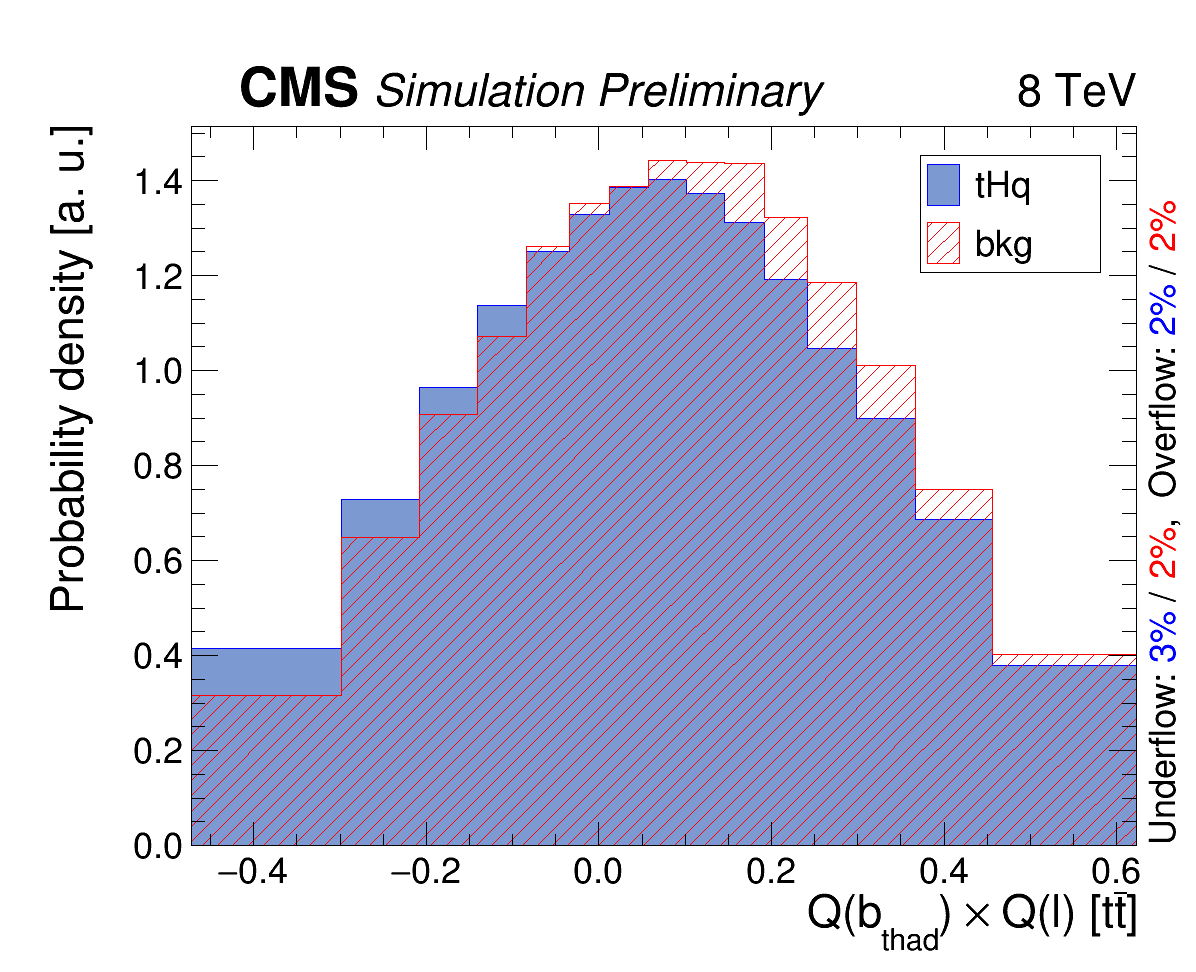 CMS Simulation Preliminary 8 TeV
Probability density [a. u.]
1.4
1.2
1.0
0.8
0.6
0.4
0.2
0.0
tHq
bkg
−0.4 −0.2 0.0 0.2 0.4 0.6
Q(b_thad) × Q(l) [tt̄]
Underflow: 3% / 2%, Overflow: 2% / 2%